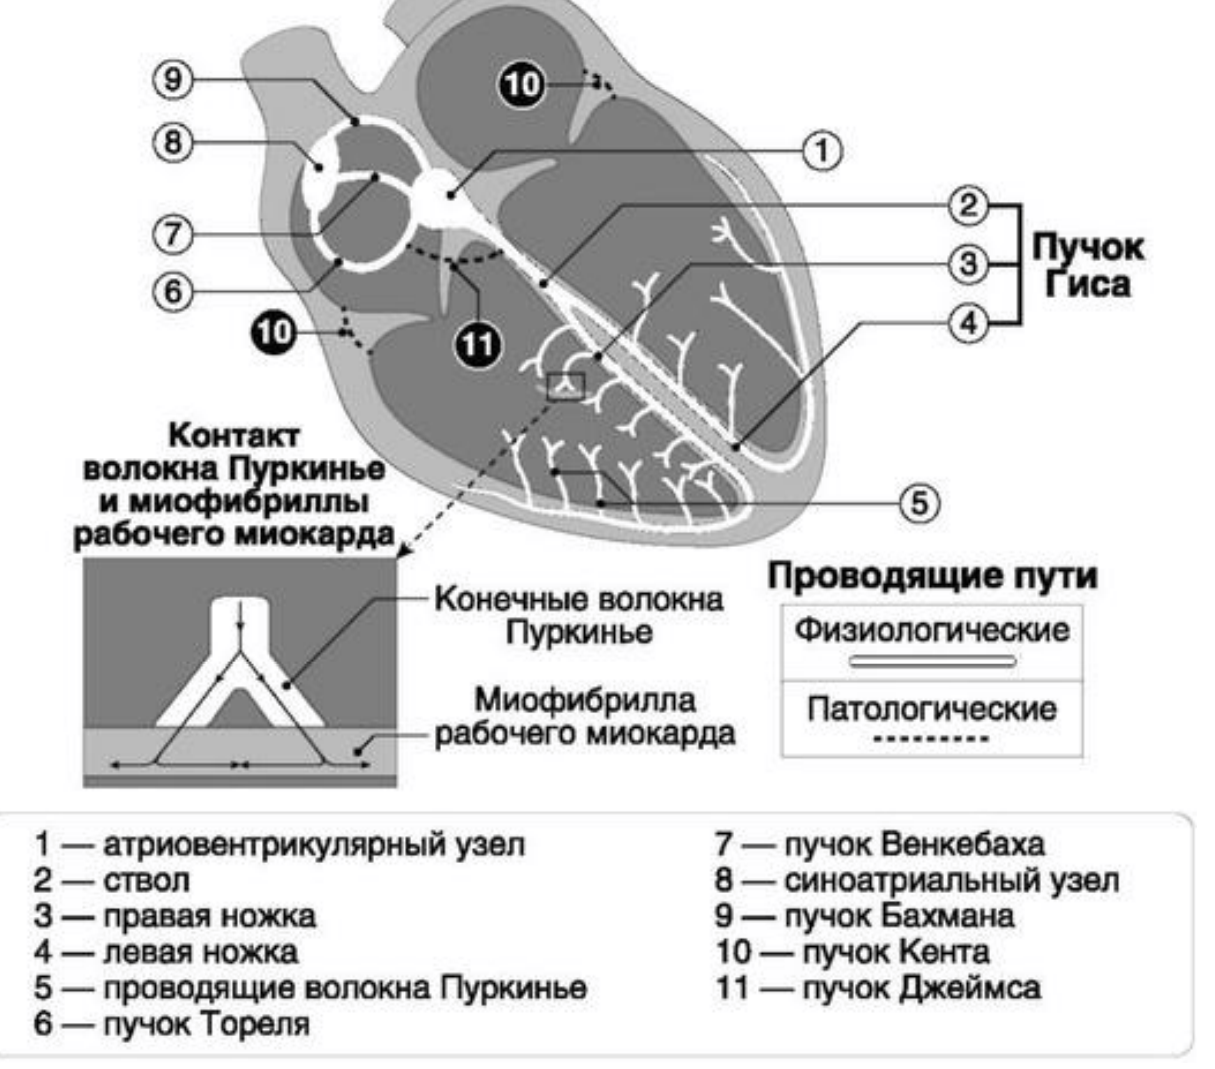 9
10
8
1
2
7
3
Пучок
Гиса
6
10
11
4
Контакт
волокна Пуркинье
и миофибриллы
рабочего миокарда
5
Проводящие пути
Конечные волокна
Пуркинье
Физиологические
Миофибрилла
рабочего миокарда
Патологические
1 — атриовентрикулярный узел
2 — ствол
3 — правая ножка
4 — левая ножка
5 — проводящие волокна Пуркинье
6 — пучок Тореля
7 — пучок Венкебаха
8 — синоатриальный узел
9 — пучок Бахмана
10 — пучок Кента
11 — пучок Джеймса